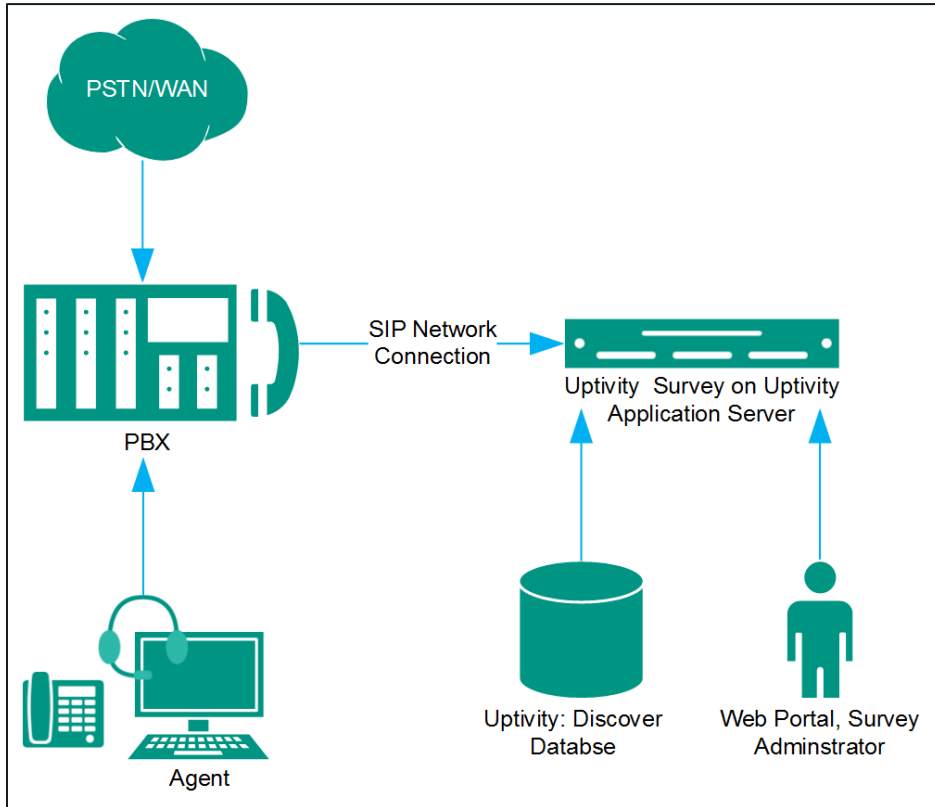 PSTN/WAN
SIP Network
Connection
Uptivity Survey on Uptivity
Application Server
PBX
Uptivity: Discover
Databse
Web Portal, Survey
Adminstrator
Agent